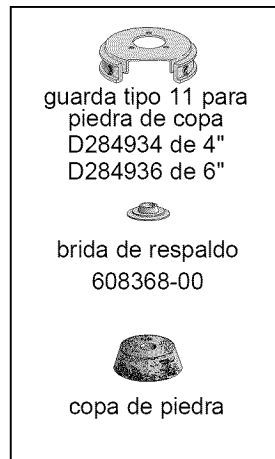 guarda tipo 11 para
piedra de copa
D284934 de 4"
D284936 de 6"
brida de respaldo
608368-00
copa de piedra